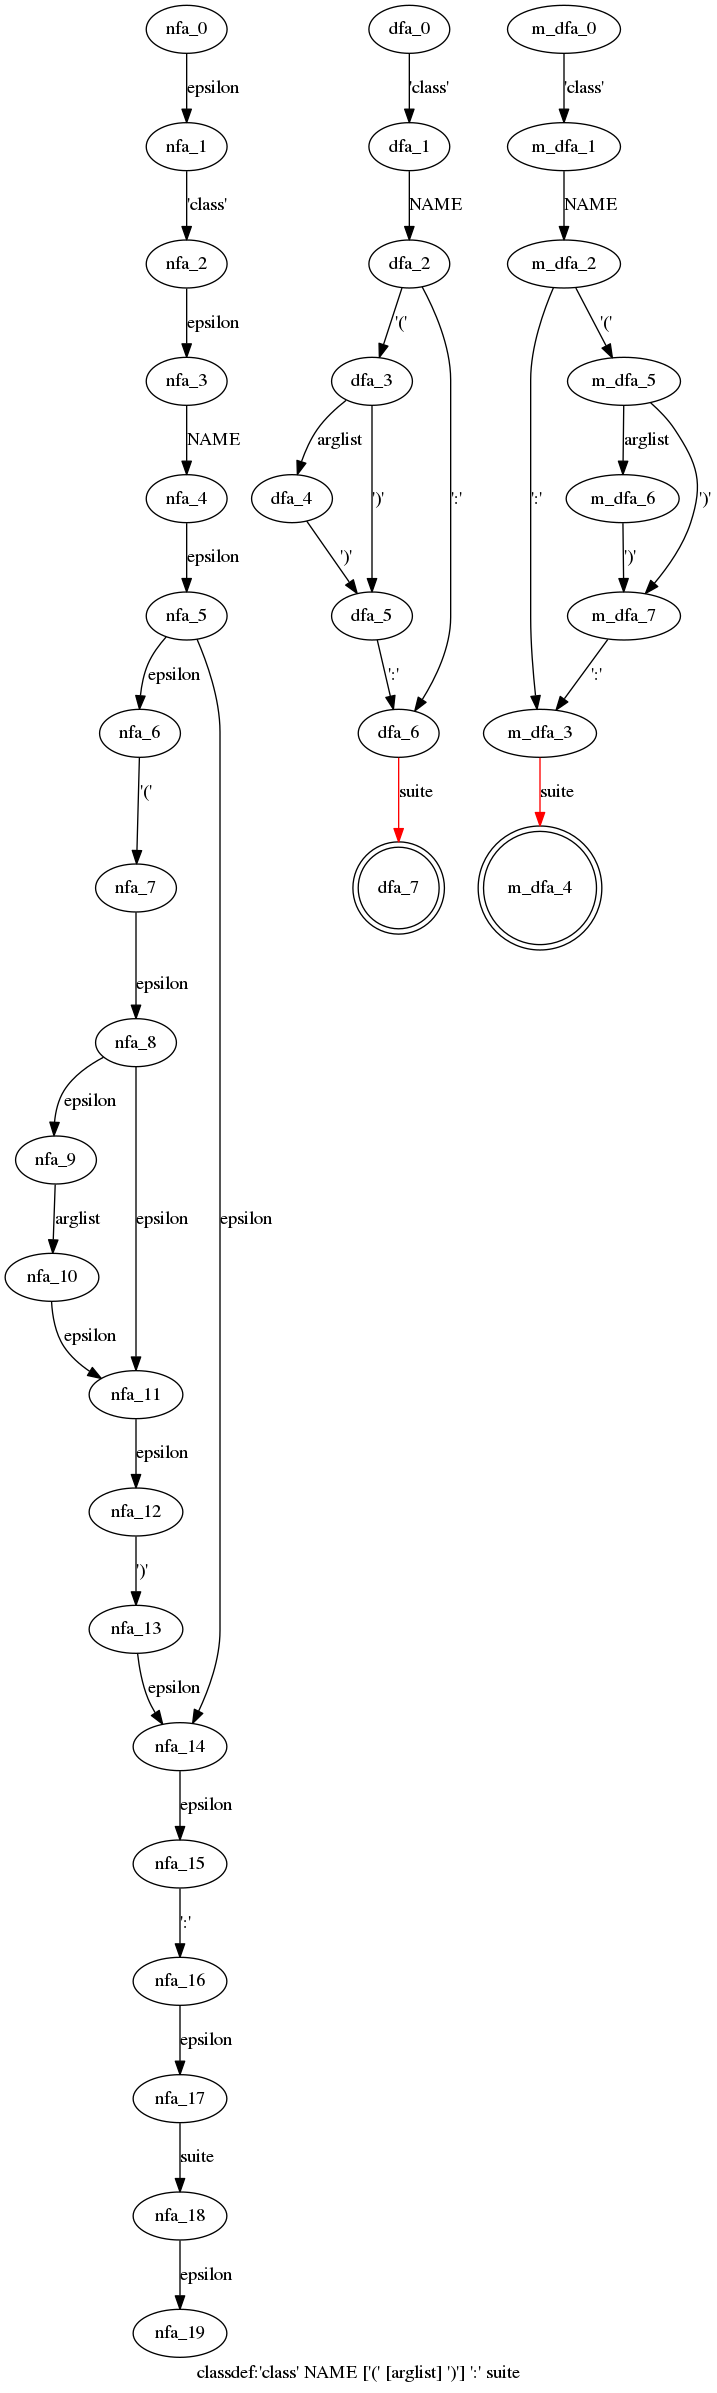 nfa_0 dfa_0 m_dfa_0
epsilon 'class' 'class'
nfa_1 dfa_1 m_dfa_1
'class' NAME NAME
nfa_2 dfa_2 m_dfa_2
epsilon '(' '('
nfa_3 dfa_3 m_dfa_5
NAME arglist arglist
nfa_4 dfa_4 ')' ':' ':' m_dfa_6 ')'
epsilon ')' ')'
nfa_5 dfa_5 m_dfa_7
epsilon ':' ':'
nfa_6 dfa_6 m_dfa_3
'(' suite suite
nfa_7 dfa_7 m_dfa_4
epsilon
nfa_8
epsilon
nfa_9
arglist epsilon epsilon
nfa_10
epsilon
nfa_11
epsilon
nfa_12
')'
nfa_13
epsilon
nfa_14
epsilon
nfa_15
':'
nfa_16
epsilon
nfa_17
suite
nfa_18
epsilon
nfa_19
classdef:'class' NAME ['(' [arglist] ')'] ':' suite